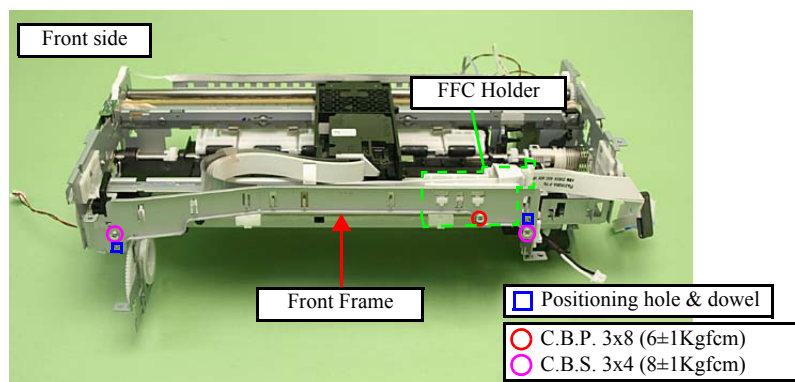 Front side
FFC Holder
Front Frame
Positioning hole & dowel
C.B.P. 3x8 (6±1Kgfcm)
C.B.S. 3x4 (8±1Kgfcm)